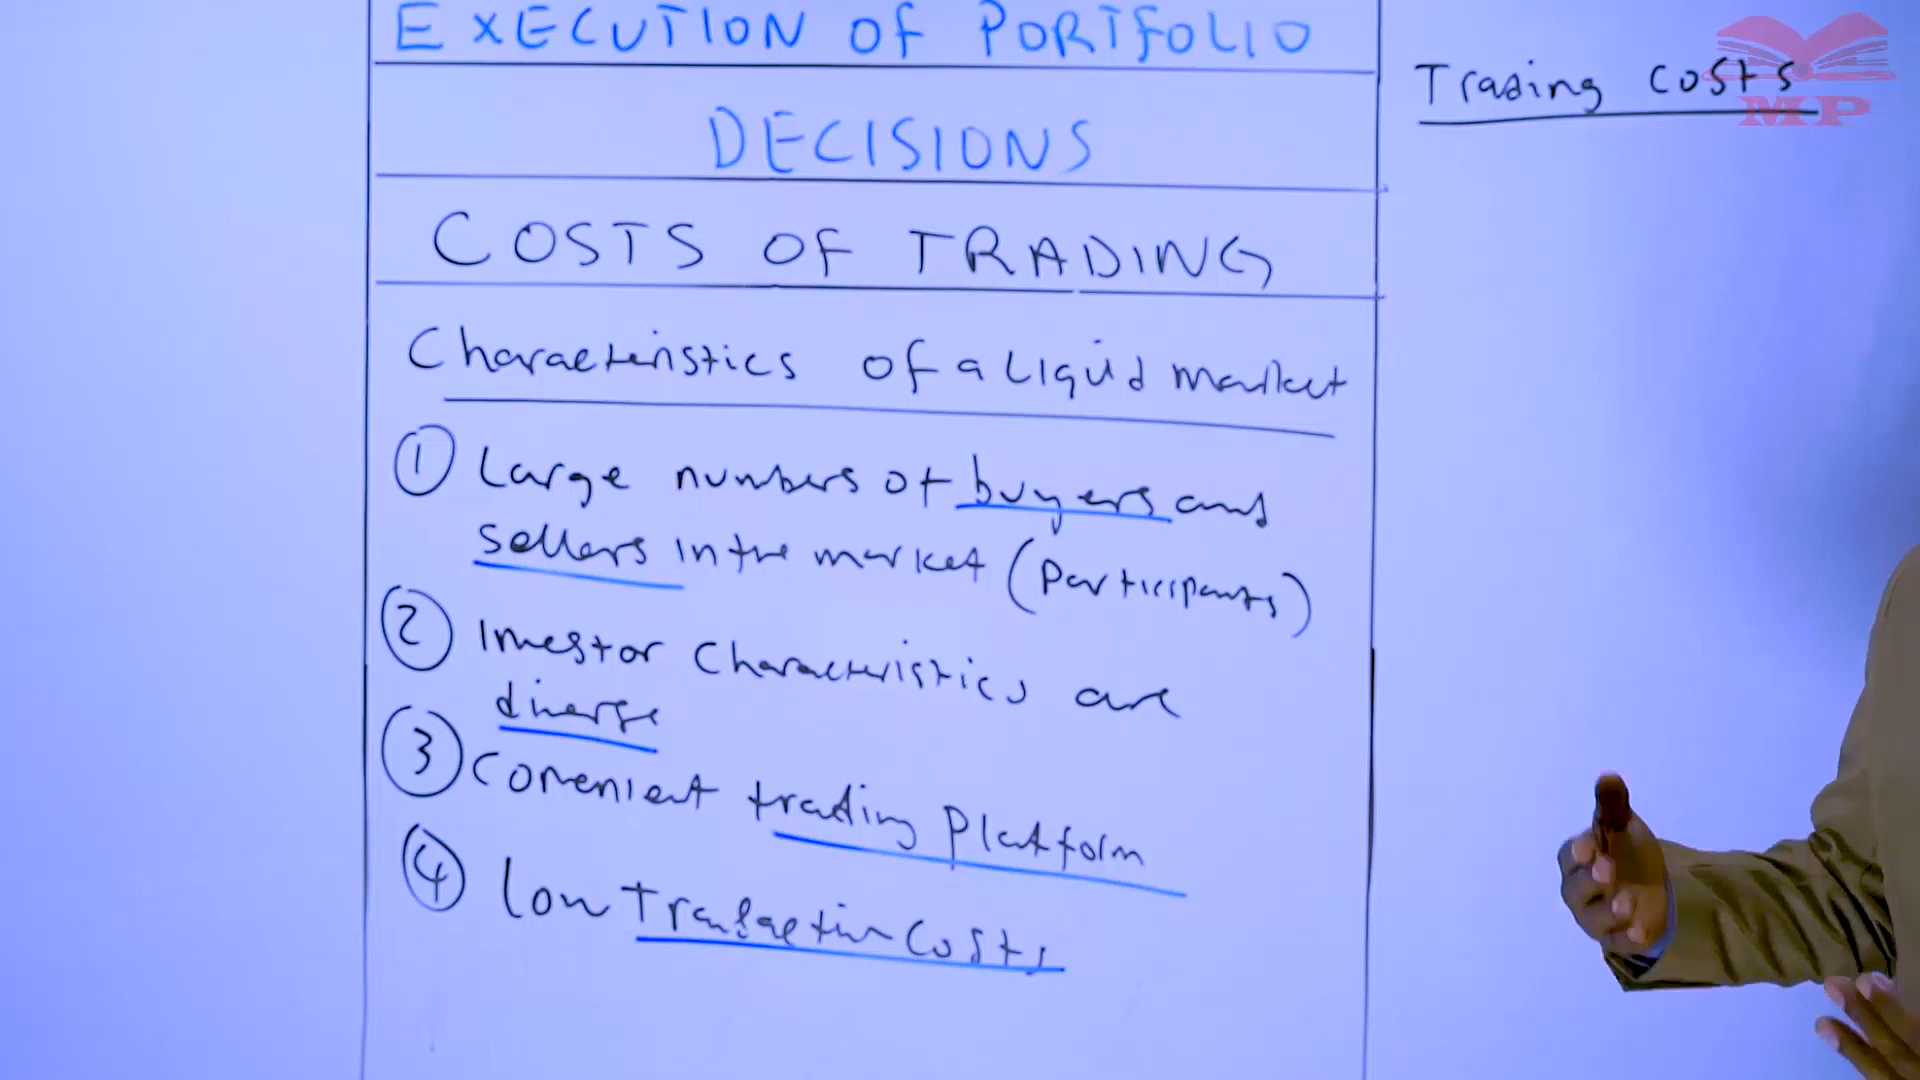 EXECUTION OF PORTFOLIO
DECISIONS
COSTS OF TRADING
Characteristics of a Liquid market
① Large numbers of buyers and
sellers in the market (participants)
② Investor characteristics are
diverse
③ Convenient trading platform
④ Low Transaction Costs
Trading costs
MP